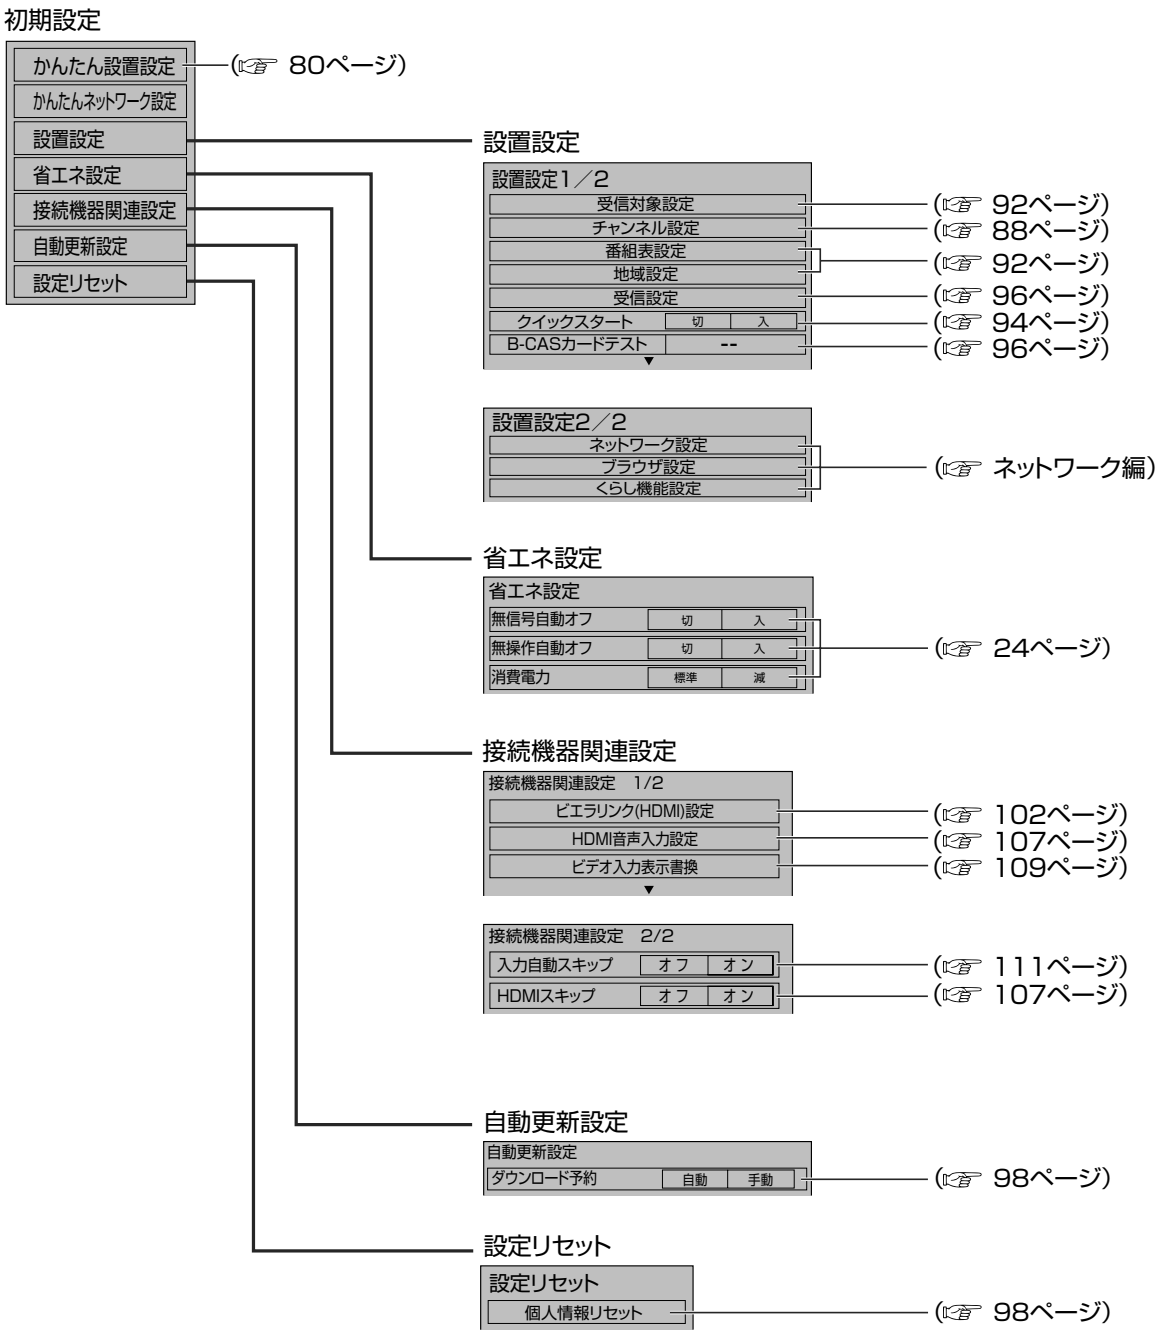 初期設定
かんたん設置設定 (☞ 80ページ)
かんたんネットワーク設定
設置設定
省エネ設定
接続機器関連設定
自動更新設定
設定リセット
設置設定
設置設定1／2
受信対象設定 (☞ 92ページ)
チャンネル設定 (☞ 88ページ)
番組表設定
地域設定 (☞ 92ページ)
受信設定 (☞ 96ページ)
クイックスタート 切 入 (☞ 94ページ)
B-CASカードテスト -- (☞ 96ページ)
▼
設置設定2／2
ネットワーク設定
ブラウザ設定 (☞ ネットワーク編)
くらし機能設定
省エネ設定
省エネ設定
無信号自動オフ 切 入
無操作自動オフ 切 入 (☞ 24ページ)
消費電力 標準 減
接続機器関連設定
接続機器関連設定 1/2
ビエラリンク(HDMI)設定 (☞ 102ページ)
HDMI音声入力設定 (☞ 107ページ)
ビデオ入力表示書換 (☞ 109ページ)
▼
接続機器関連設定 2/2
入力自動スキップ オフ オン (☞ 111ページ)
HDMIスキップ オフ オン (☞ 107ページ)
自動更新設定
自動更新設定
ダウンロード予約 自動 手動 (☞ 98ページ)
設定リセット
設定リセット
個人情報リセット (☞ 98ページ)